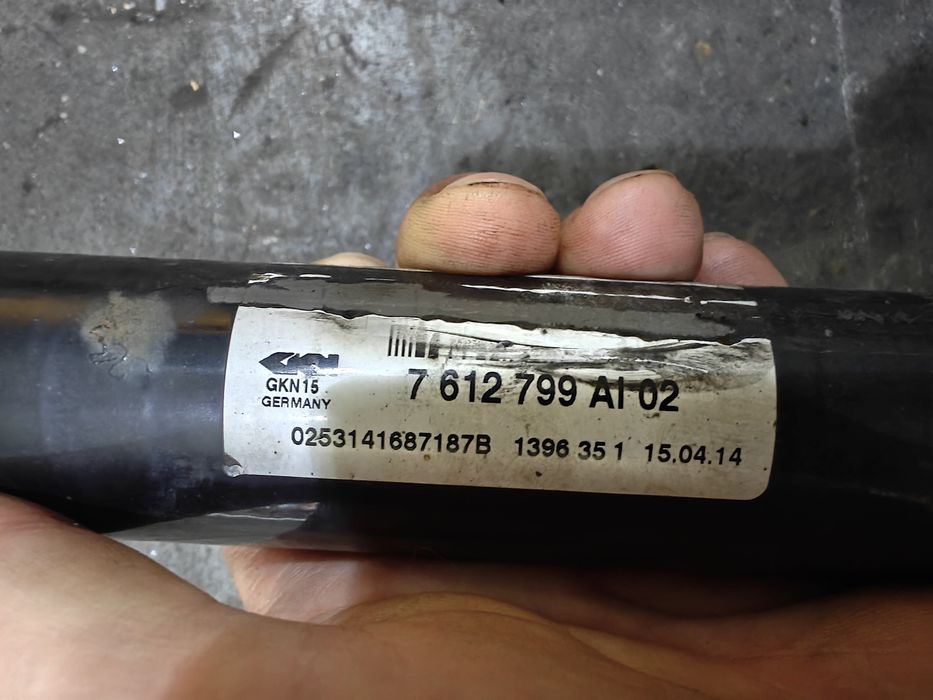 GKN
7 612 799 AI 02
GKN15
GERMANY
0253141687187B 1396 35 1 15.04.14